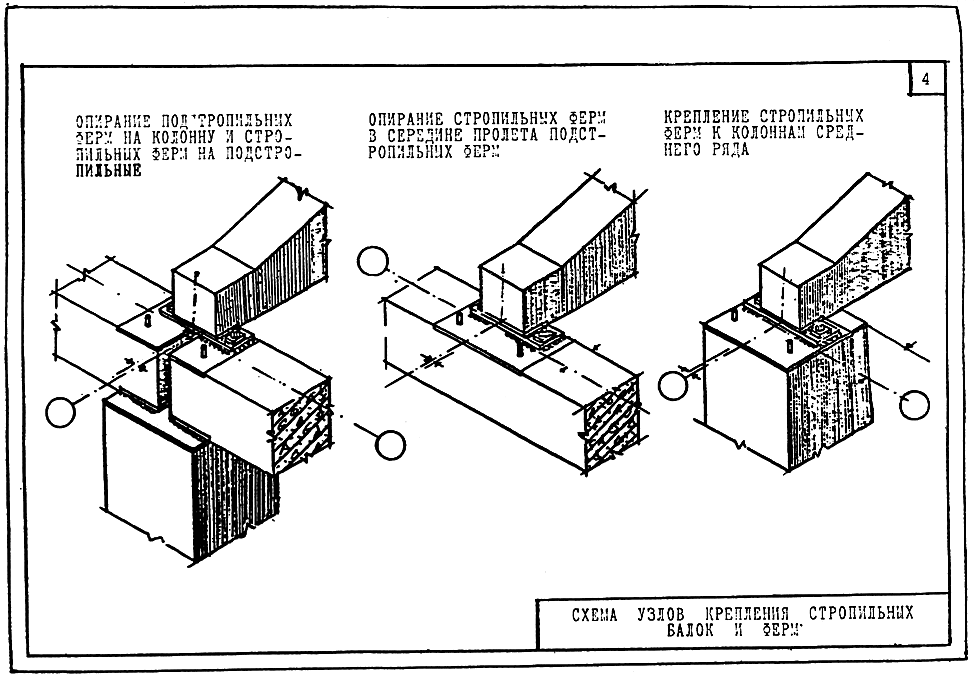 4
ОПИРАНИЕ ПОДСТРОПИЛЬНЫХ
ФЕРМ НА КОЛОННУ И СТРО-
ПИЛЬНЫХ ФЕРМ НА ПОДСТРО-
ПИЛЬНЫЕ
ОПИРАНИЕ СТРОПИЛЬНЫХ ФЕРМ
В СЕРЕДИНЕ ПРОЛЕТА ПОДСТ-
РОПИЛЬНЫХ ФЕРМ
КРЕПЛЕНИЕ СТРОПИЛЬНЫХ
ФЕРМ К КОЛОННАМ СРЕД-
НЕГО РЯДА
СХЕМА УЗЛОВ КРЕПЛЕНИЯ СТРОПИЛЬНЫХ
БАЛОК И ФЕРМ